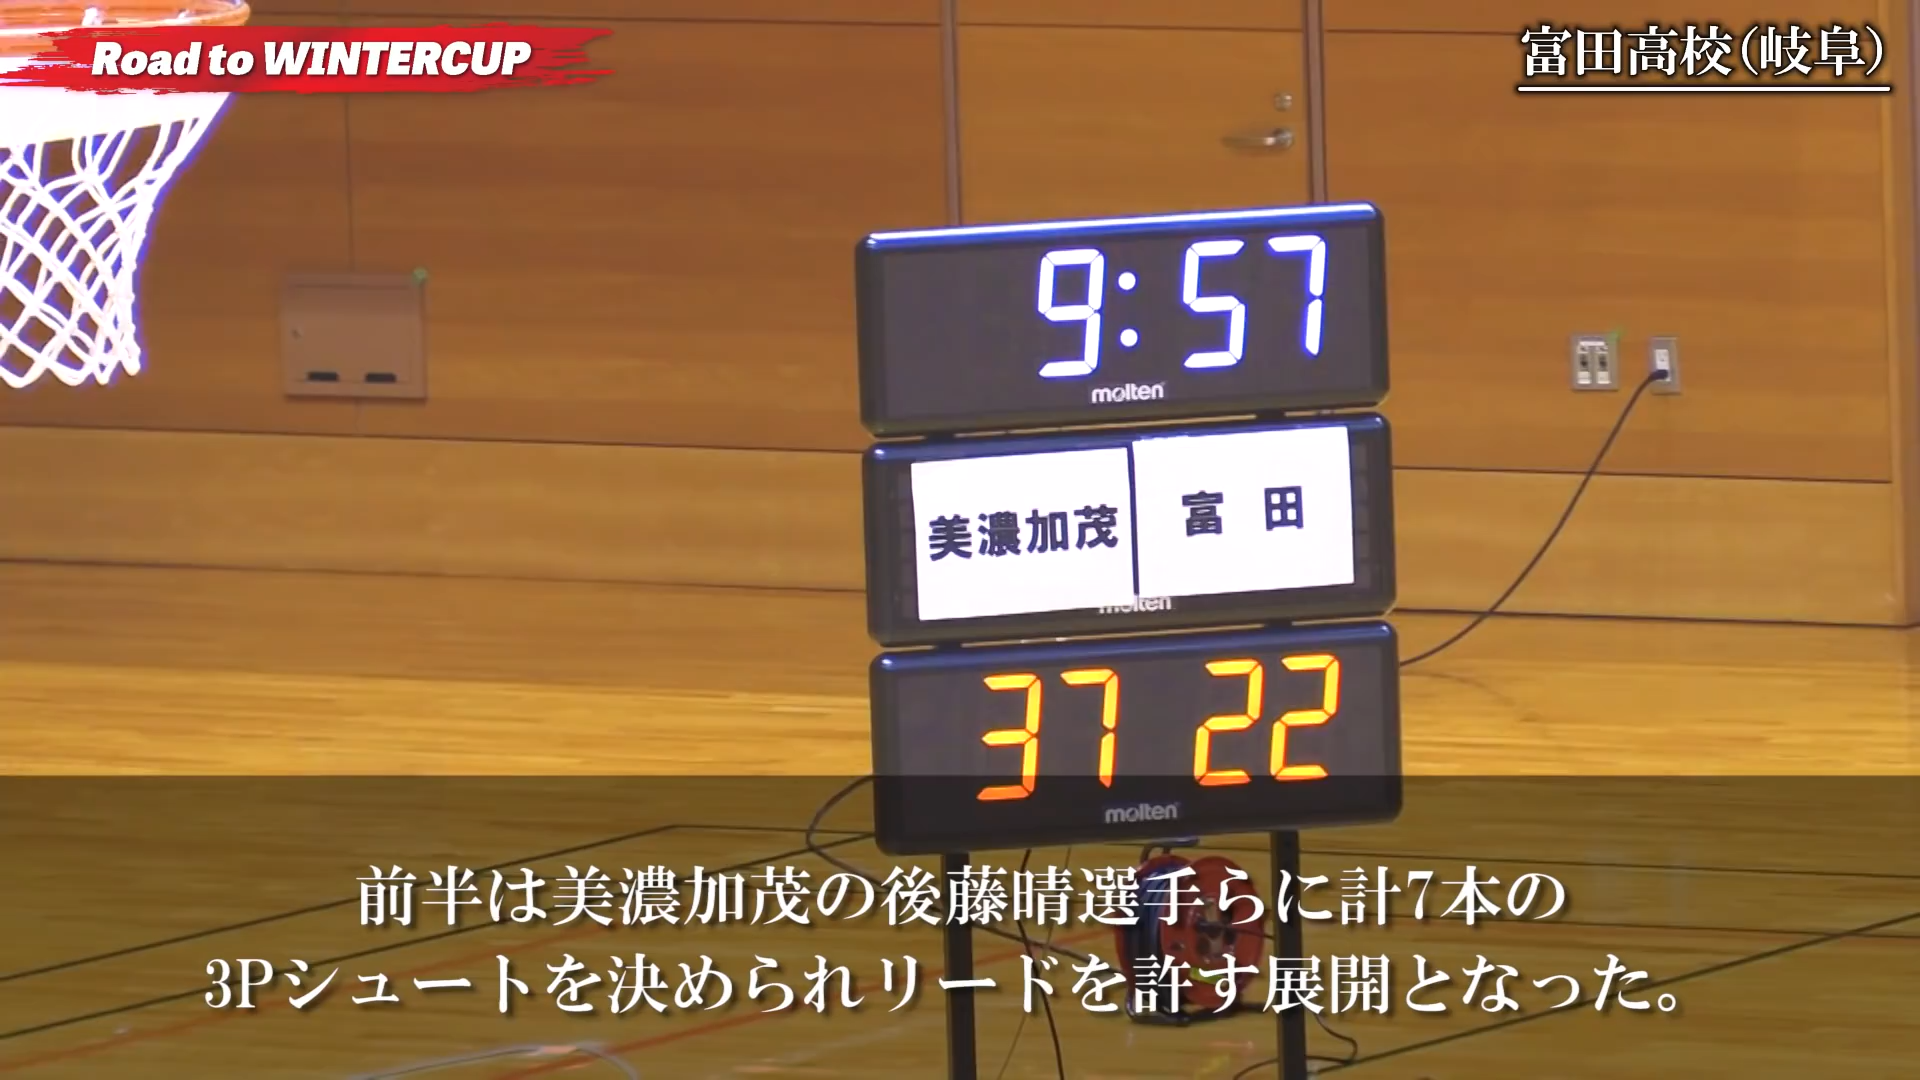 Road to WINTERCUP
富田高校(岐阜)
9:57
molten
美濃加茂
富 田
molten
37 22
molten
前半は美濃加茂の後藤晴選手らに計7本の
3Pシュートを決められリードを許す展開となった。